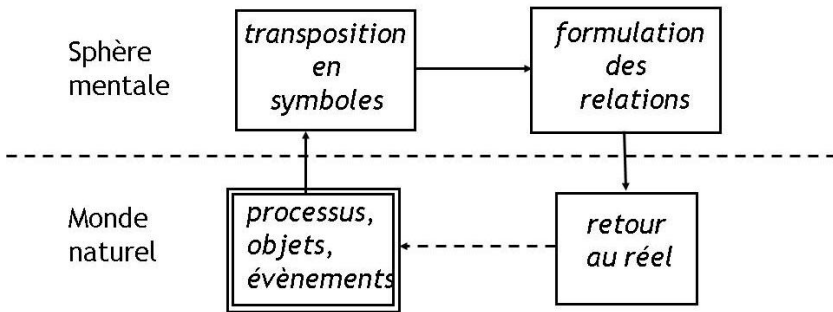 Sphère
mentale
transposition
en
symboles
formulation
des
relations
Monde
naturel
processus,
objets,
évènements
retour
au réel